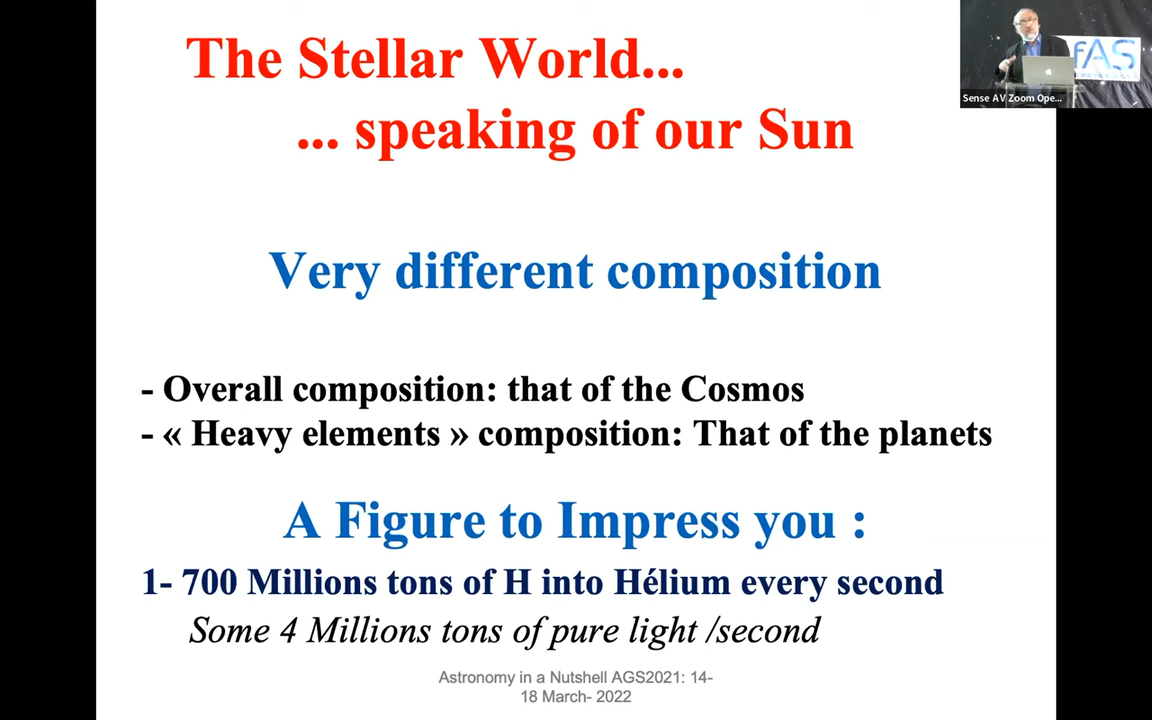 The Stellar World...
... speaking of our Sun
fAS
Sense AV Zoom Ope...
Very different composition
- Overall composition: that of the Cosmos
- « Heavy elements » composition: That of the planets
A Figure to Impress you :
1- 700 Millions tons of H into Hélium every second
Some 4 Millions tons of pure light /second
Astronomy in a Nutshell AGS2021: 14-
18 March- 2022